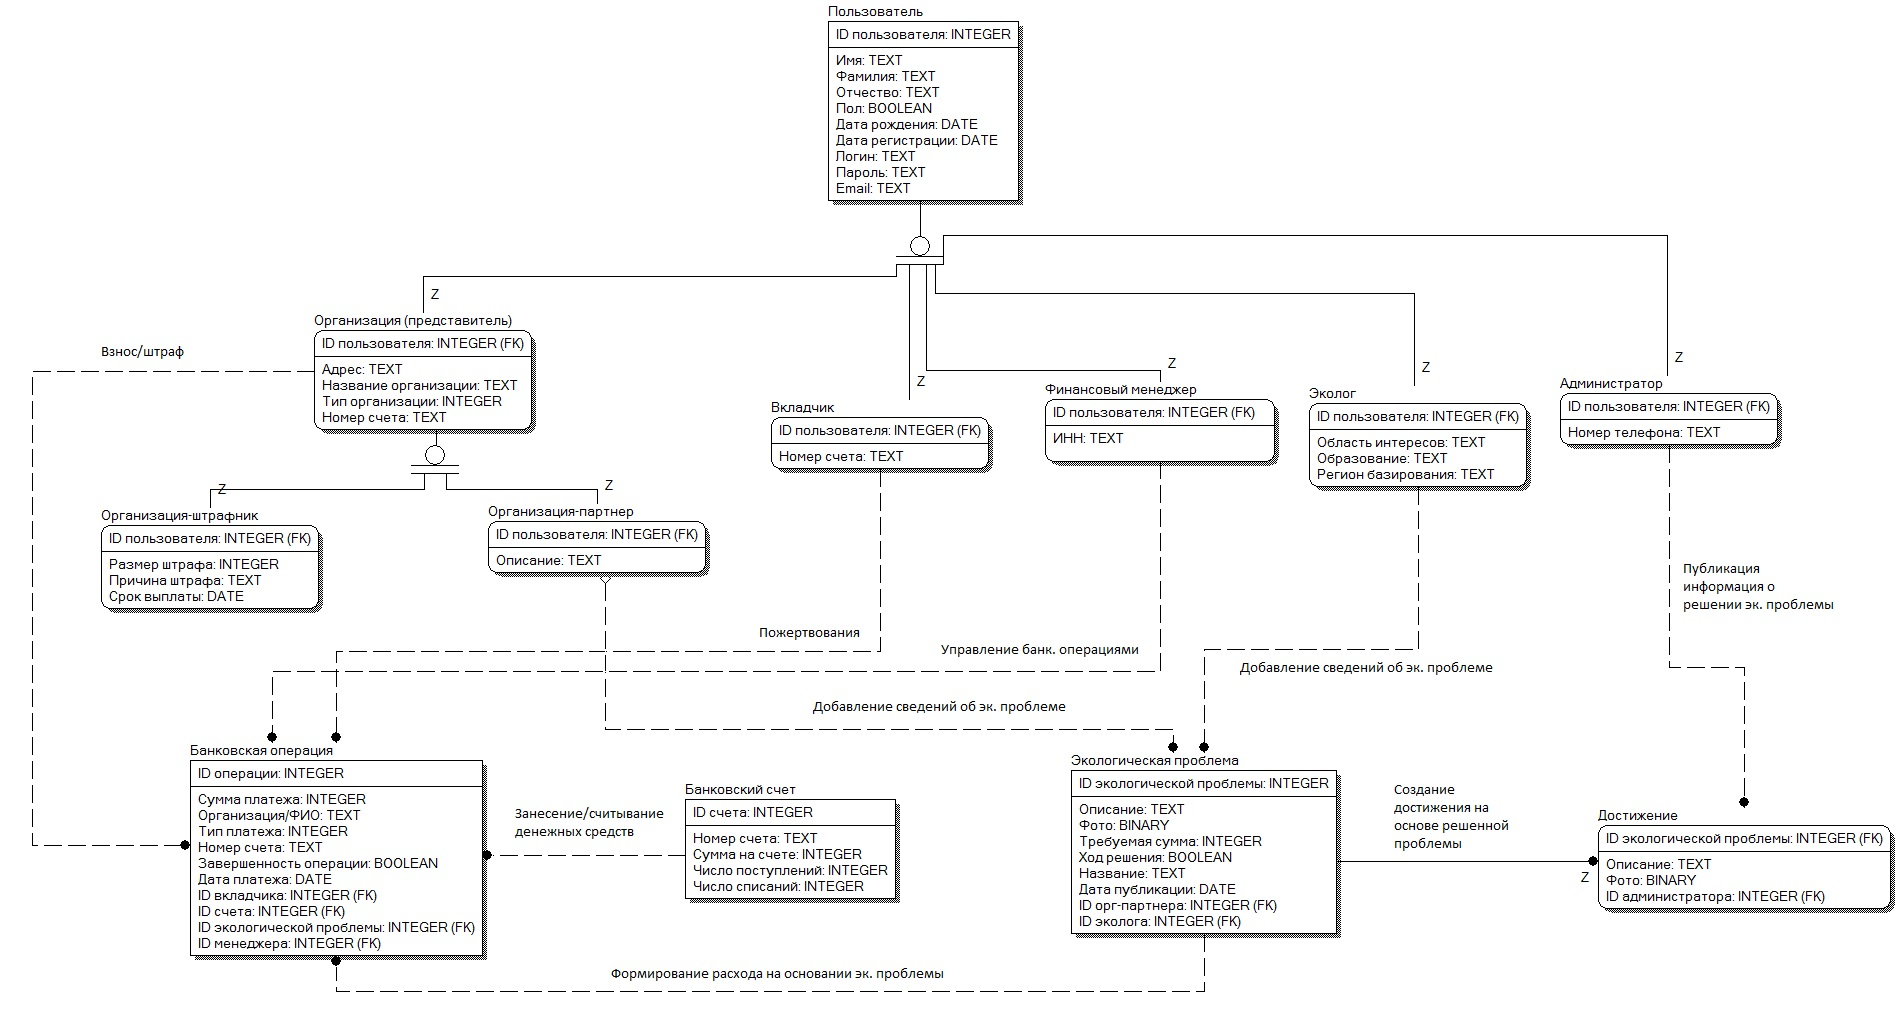 Пользователь
ID пользователя: INTEGER
Имя: TEXT
Фамилия: TEXT
Отчество: TEXT
Пол: BOOLEAN
Дата рождения: DATE
Дата регистрации: DATE
Логин: TEXT
Пароль: TEXT
Email: TEXT
Z
Организация (представитель)
ID пользователя: INTEGER (FK)
Адрес: TEXT
Название организации: TEXT
Тип организации: INTEGER
Номер счета: TEXT
Взнос/штраф
Z
Вкладчик
ID пользователя: INTEGER (FK)
Номер счета: TEXT
Z
Финансовый менеджер
ID пользователя: INTEGER (FK)
ИНН: TEXT
Z
Эколог
ID пользователя: INTEGER (FK)
Область интересов: TEXT
Образование: TEXT
Регион базирования: TEXT
Z
Администратор
ID пользователя: INTEGER (FK)
Номер телефона: TEXT
Z
Организация-штрафник
ID пользователя: INTEGER (FK)
Размер штрафа: INTEGER
Причина штрафа: TEXT
Срок выплаты: DATE
Z
Организация-партнер
ID пользователя: INTEGER (FK)
Описание: TEXT
Публикация
информация о
решении эк. проблемы
Пожертвования
Управление банк. операциями
Добавление сведений об эк. проблеме
Добавление сведений об эк. проблеме
Банковская операция
ID операции: INTEGER
Сумма платежа: INTEGER
Организация/ФИО: TEXT
Тип платежа: INTEGER
Номер счета: TEXT
Завершенность операции: BOOLEAN
Дата платежа: DATE
ID вкладчика: INTEGER (FK)
ID счета: INTEGER (FK)
ID экологической проблемы: INTEGER (FK)
ID менеджера: INTEGER (FK)
Занесение/считывание
денежных средств
Банковский счет
ID счета: INTEGER
Номер счета: TEXT
Сумма на счете: INTEGER
Число поступлений: INTEGER
Число списаний: INTEGER
Экологическая проблема
ID экологической проблемы: INTEGER
Описание: TEXT
Фото: BINARY
Требуемая сумма: INTEGER
Ход решения: BOOLEAN
Название: TEXT
Дата публикации: DATE
ID орг-партнера: INTEGER (FK)
ID эколога: INTEGER (FK)
Создание
достижения на
основе решенной
проблемы
Z
Достижение
ID экологической проблемы: INTEGER (FK)
Описание: TEXT
Фото: BINARY
ID администратора: INTEGER (FK)
Формирование расхода на основании эк. проблемы